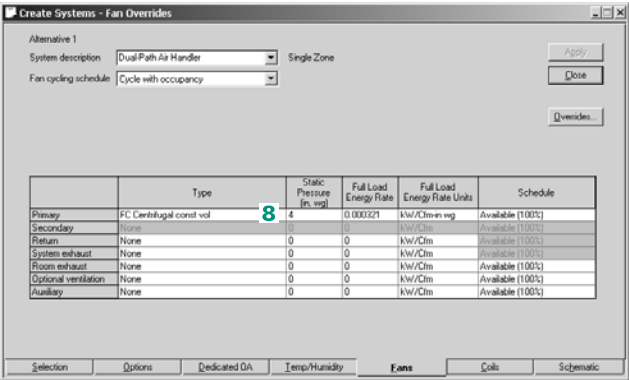 Create Systems - Fan Overrides
Alternative 1
System description Dual-Path Air Handler Single Zone
Fan cycling schedule Cycle with occupancy
Apply
Close
Overrides...
Type Static Pressure (in. wg) Full Load Energy Rate Full Load Energy Rate Units Schedule
Primary FC Centrifugal const vol 8 4 0.000321 kW/Cfm-in wg Available (100%)
Secondary None 0 0 kW/Cfm Available (100%)
Return None 0 0 kW/Cfm Available (100%)
System exhaust None 0 0 kW/Cfm Available (100%)
Room exhaust None 0 0 kW/Cfm Available (100%)
Optional ventilation None 0 0 kW/Cfm Available (100%)
Auxiliary None 0 0 kW/Cfm Available (100%)
Selection Options Dedicated OA Temp/Humidity Fans Coils Schematic